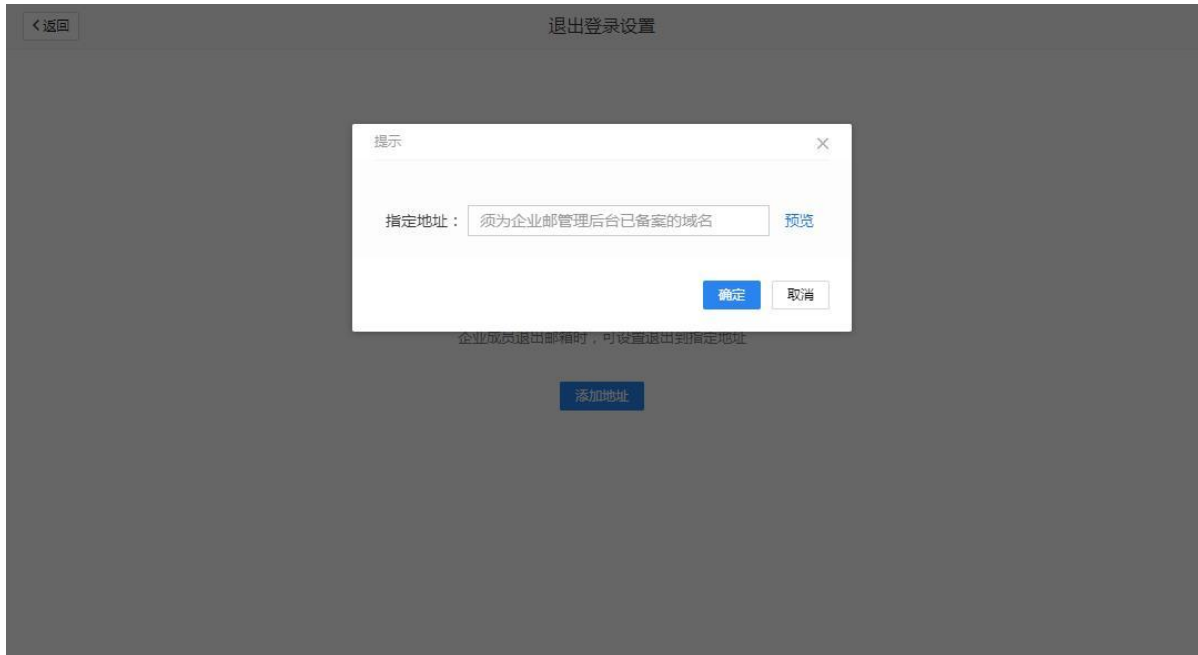 返回
退出登录设置
提示
指定地址：
须为企业邮管理后台已备案的域名
预览
确定
取消
企业成员退出邮箱时，可设置退出到指定地址
添加地址